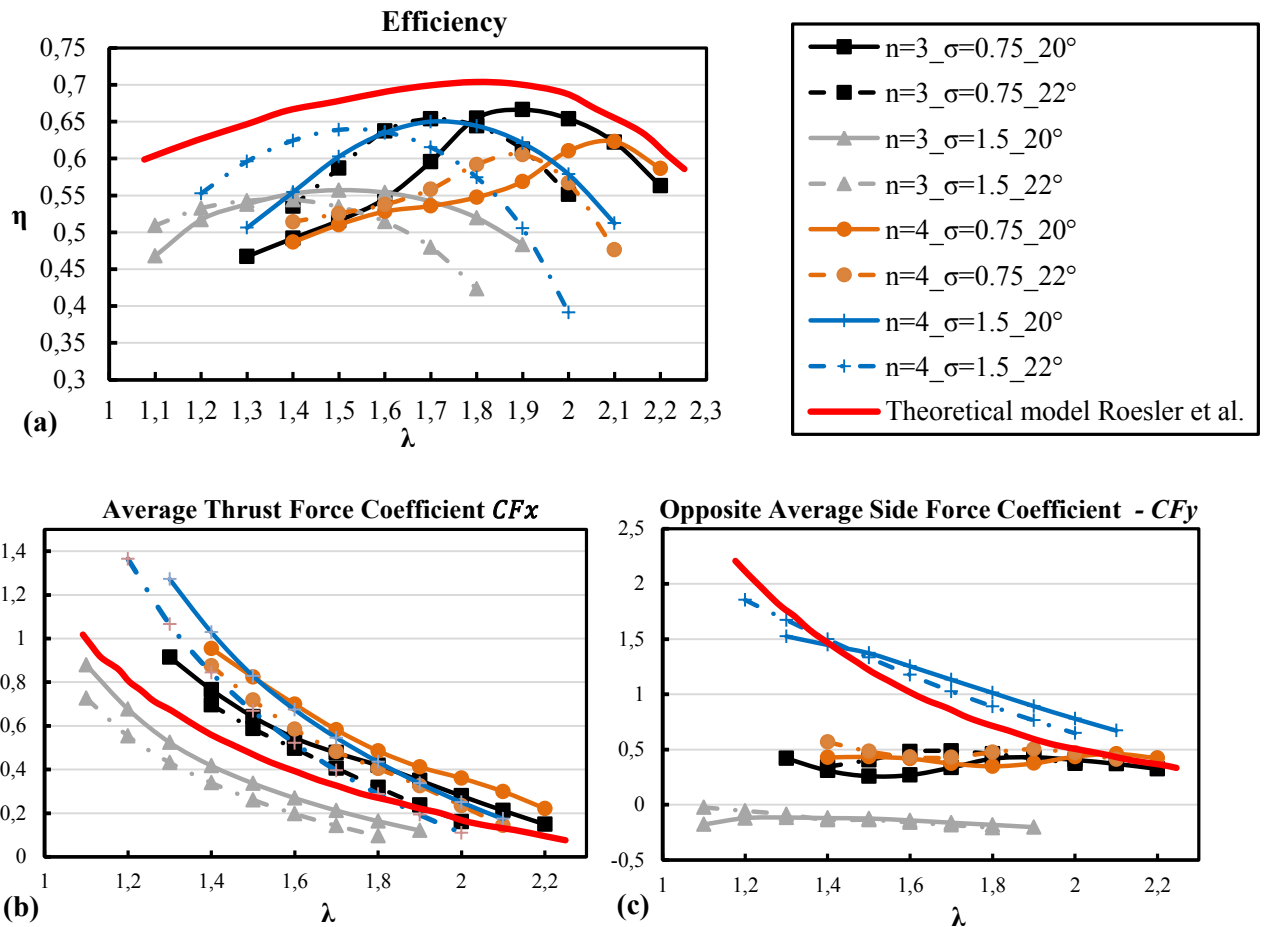 Efficiency
0,75
0,7
0,65
0,6
0,55
0,5
0,45
0,4
0,35
0,3
η
1 1,1 1,2 1,3 1,4 1,5 1,6 1,7 1,8 1,9 2 2,1 2,2 2,3
λ
(a)
n=3_σ=0.75_20°
n=3_σ=0.75_22°
n=3_σ=1.5_20°
n=3_σ=1.5_22°
n=4_σ=0.75_20°
n=4_σ=0.75_22°
n=4_σ=1.5_20°
n=4_σ=1.5_22°
Theoretical model Roesler et al.
Average Thrust Force Coefficient CFx
1,4
1,2
1
0,8
0,6
0,4
0,2
0
1 1,2 1,4 1,6 1,8 2 2,2
λ
(b)
Opposite Average Side Force Coefficient - CFy
2,5
2
1,5
1
0,5
0
-0,5
1 1,2 1,4 1,6 1,8 2 2,2
λ
(c)